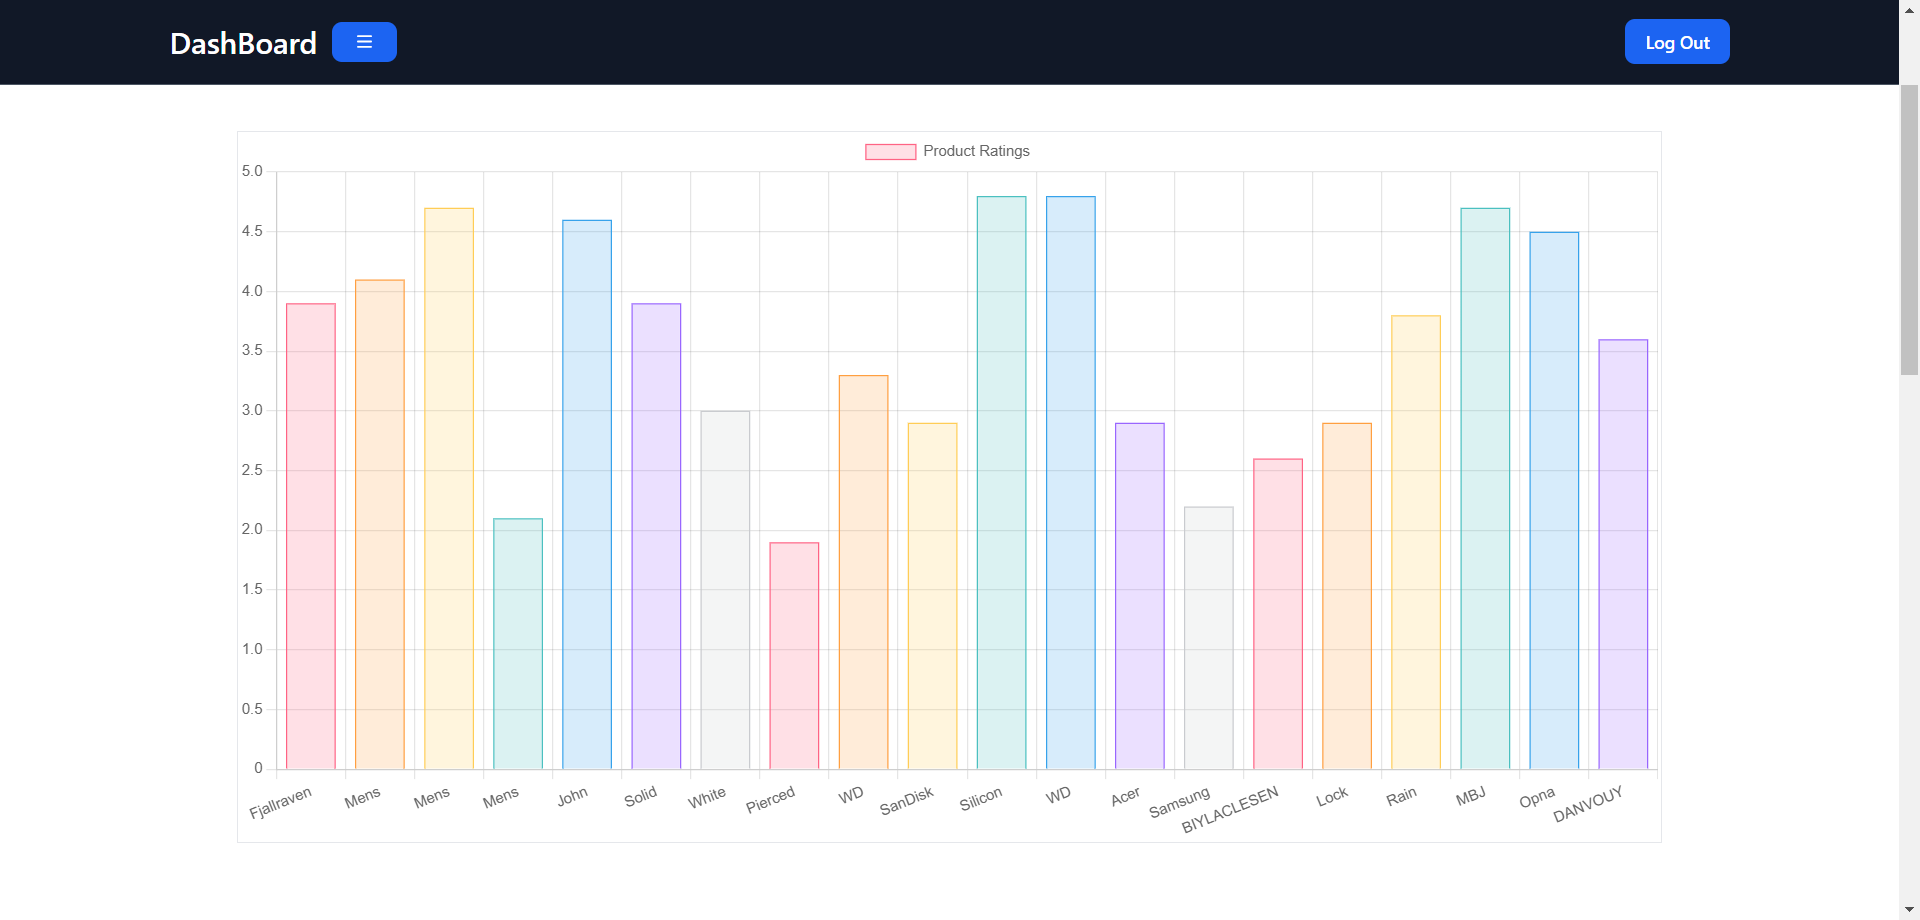 DashBoard
Log Out
Product Ratings
5.0
4.5
4.0
3.5
3.0
2.5
2.0
1.5
1.0
0.5
0
Fjallraven
Mens
Mens
Mens
John
Solid
White
Pierced
WD
SanDisk
Silicon
WD
Acer
Samsung
BIYLACLESEN
Lock
Rain
MBJ
Opna
DANVOUY